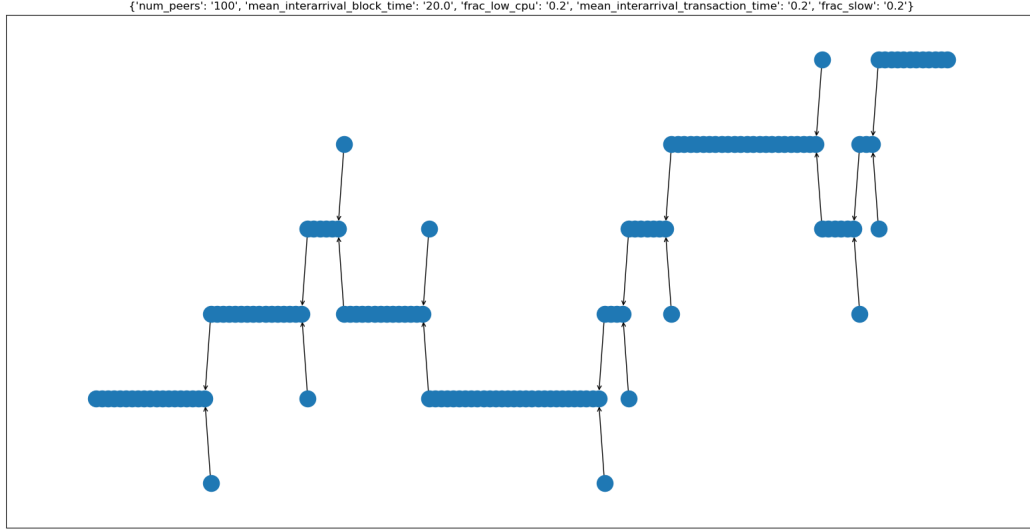 {'num_peers': '100', 'mean_interarrival_block_time': '20.0', 'frac_low_cpu': '0.2', 'mean_interarrival_transaction_time': '0.2', 'frac_slow': '0.2'}